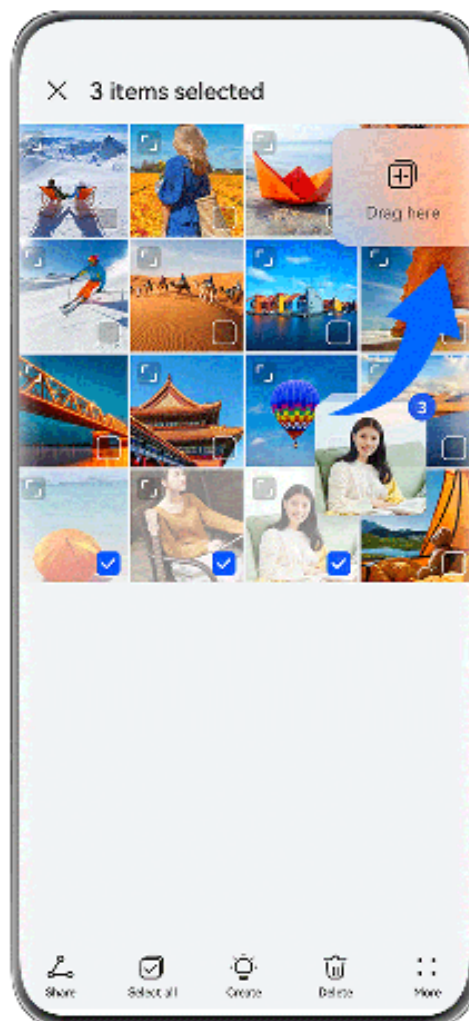 3 items selected
Drag here
3
Share
Select all
Create
Delete
More